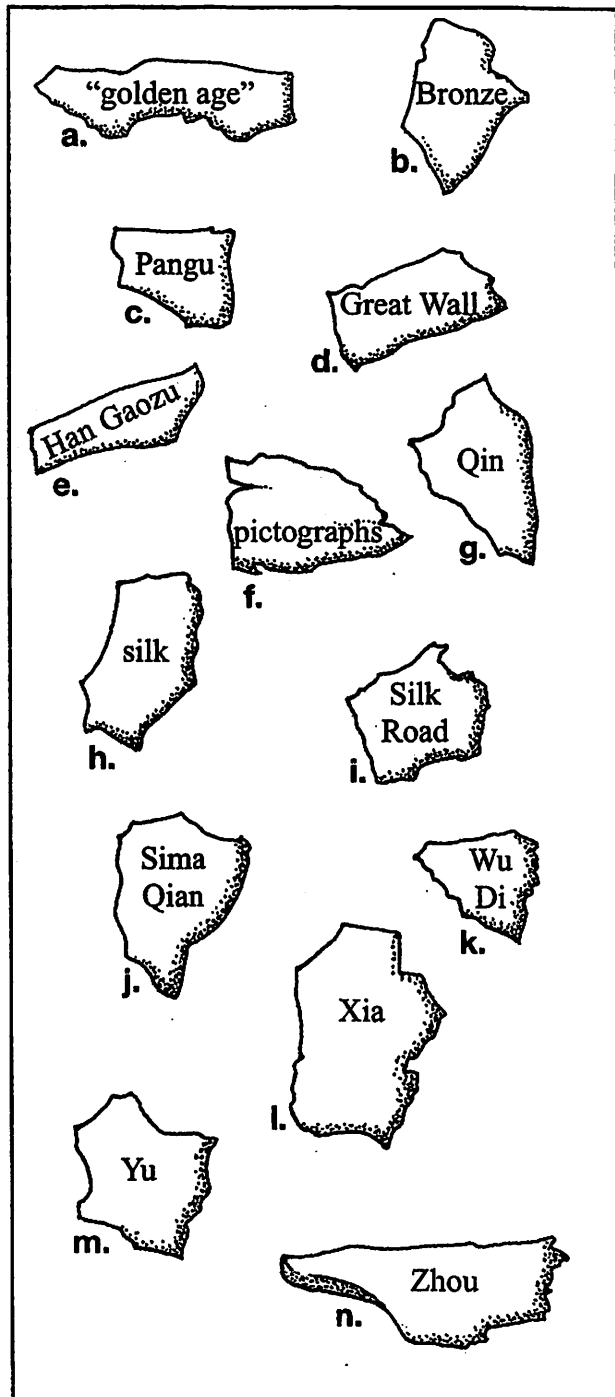 “golden age”
a.
Bronze
b.
Pangu
c.
Great Wall
d.
Han Gaozu
e.
pictographs
f.
Qin
g.
silk
h.
Silk
Road
i.
Sima
Qian
j.
Wu
Di
k.
Xia
l.
Yu
m.
Zhou
n.